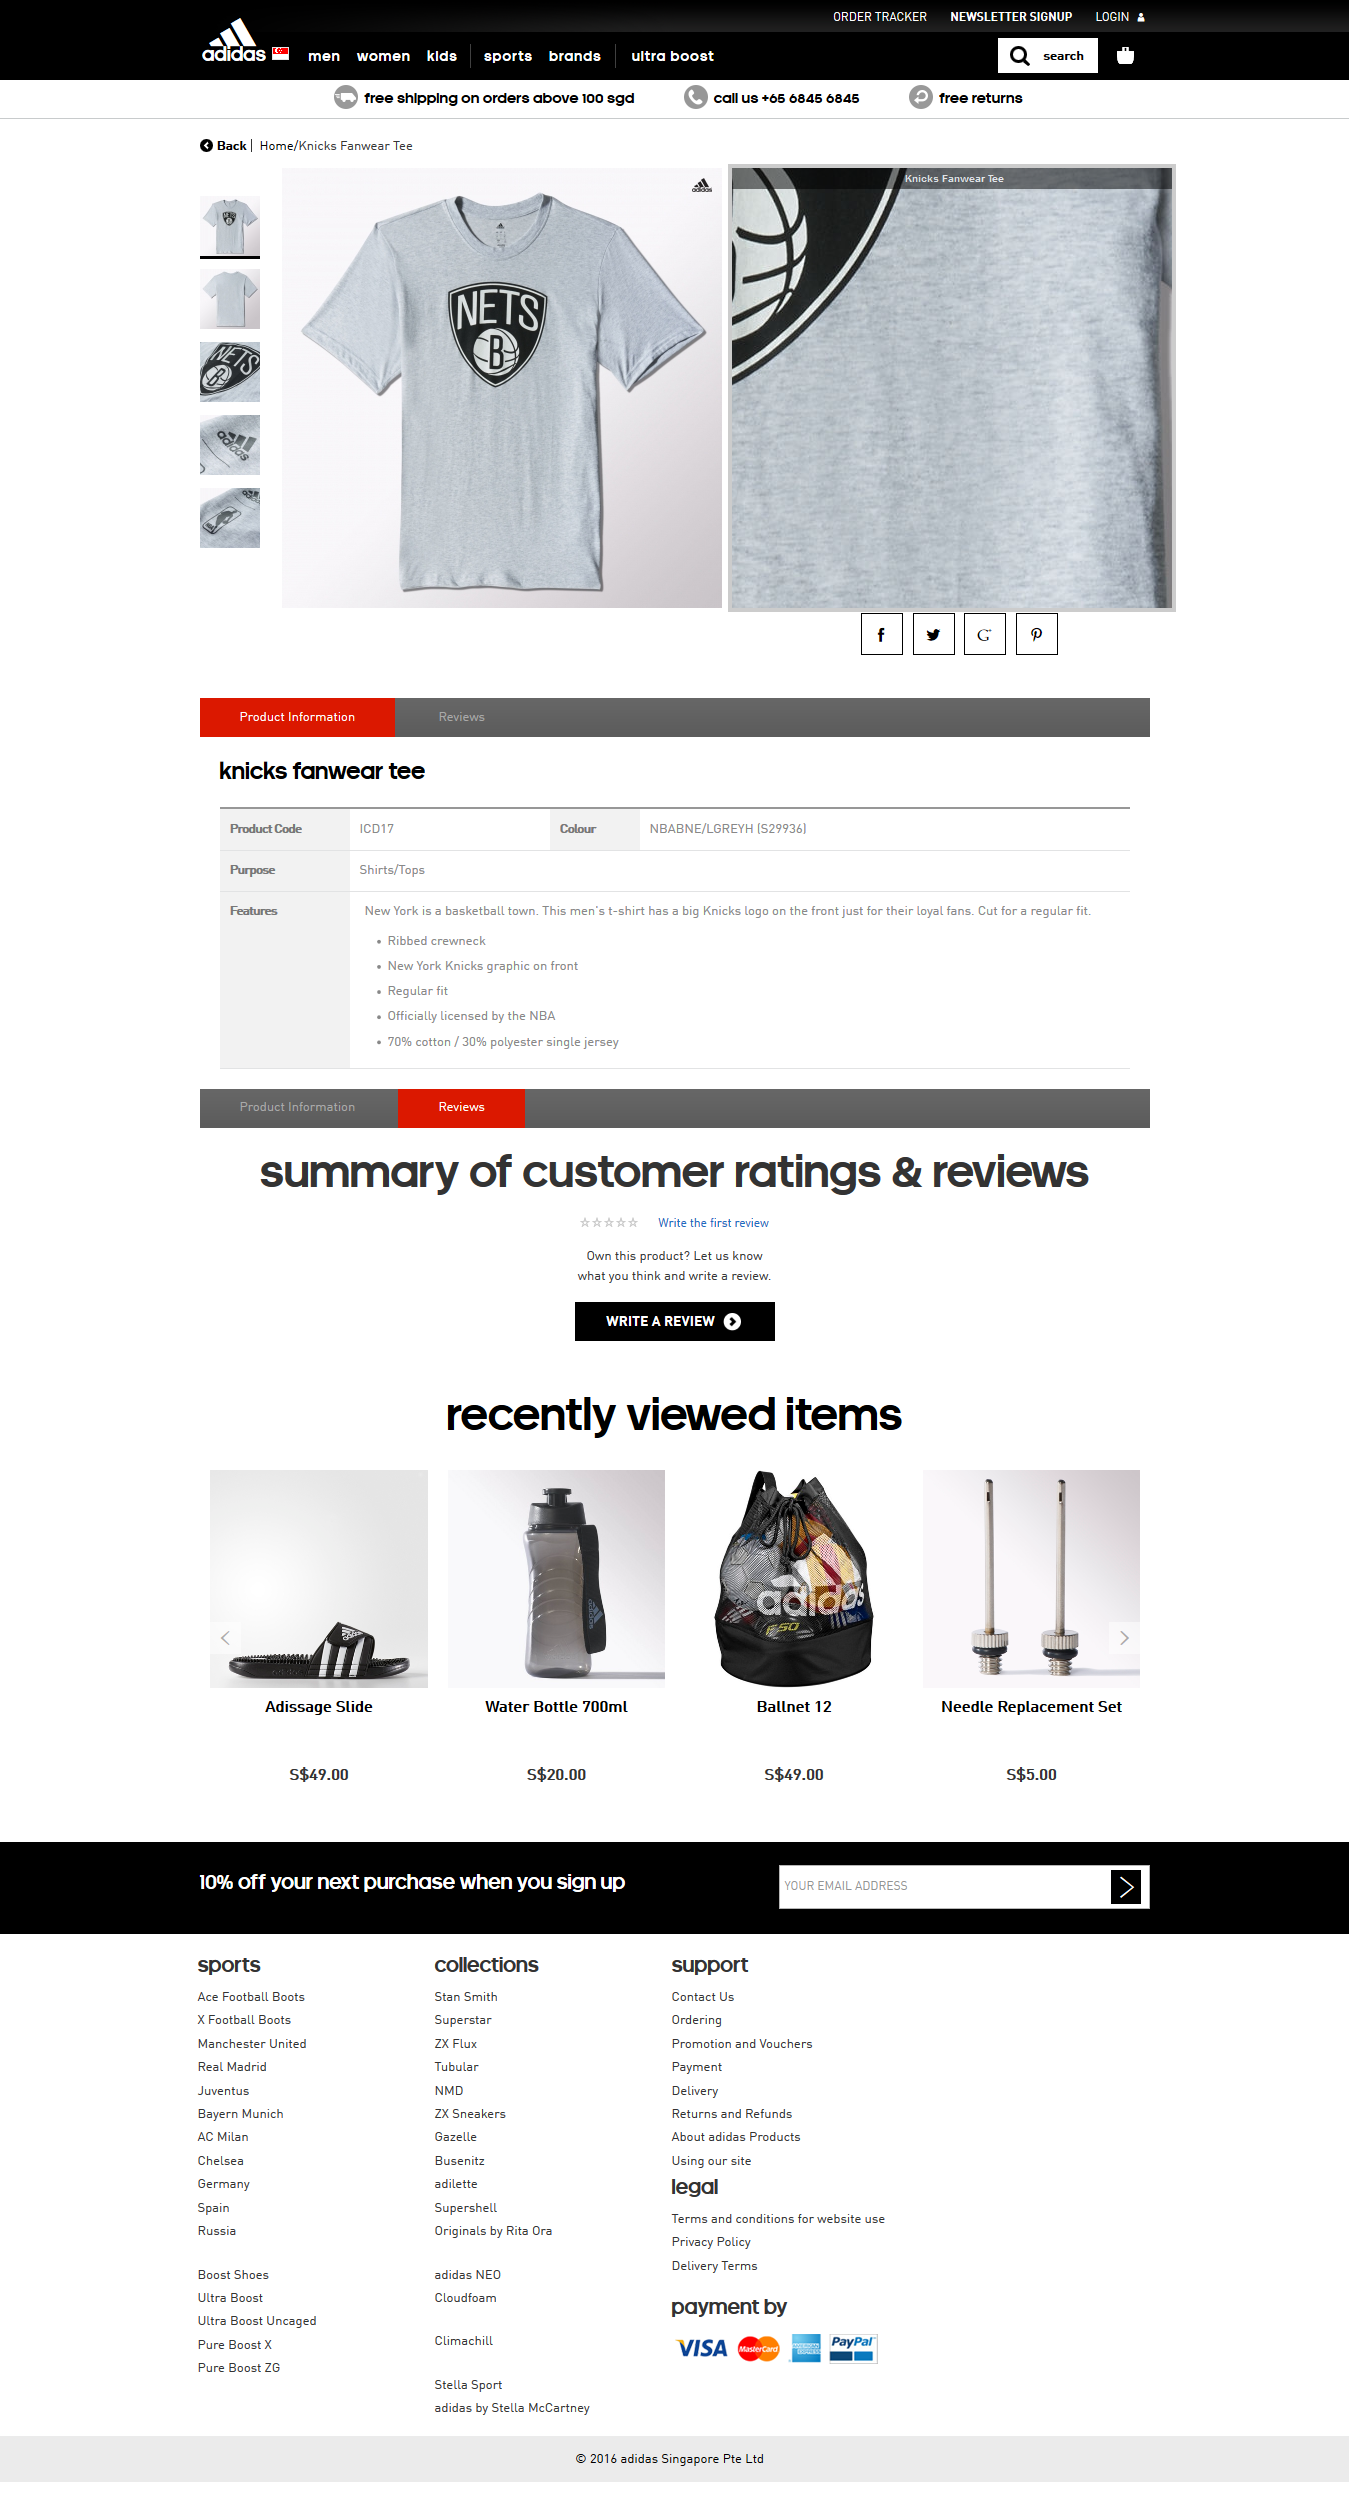 ORDER TRACKER NEWSLETTER SIGNUP LOGIN
adidas men women kids sports brands ultra boost search
free shipping on orders above 100 sgd call us +65 6845 6845 free returns
Back | Home/Knicks Fanwear Tee
adidas
Knicks Fanwear Tee
NETS
B
NETS
B
NETS
B
adidas
Product Information Reviews
knicks fanwear tee
Product Code ICD17 Colour NBABNE/LGREYH (S29936)
Purpose Shirts/Tops
Features New York is a basketball town. This men's t-shirt has a big Knicks logo on the front just for their loyal fans. Cut for a regular fit.
• Ribbed crewneck
• New York Knicks graphic on front
• Regular fit
• Officially licensed by the NBA
• 70% cotton / 30% polyester single jersey
Product Information Reviews
summary of customer ratings & reviews
Write the first review
Own this product? Let us know
what you think and write a review.
WRITE A REVIEW
recently viewed items
adidas
adidas
F50
Adissage Slide Water Bottle 700ml Ballnet 12 Needle Replacement Set
S$49.00 S$20.00 S$49.00 S$5.00
10% off your next purchase when you sign up YOUR EMAIL ADDRESS
sports
Ace Football Boots
X Football Boots
Manchester United
Real Madrid
Juventus
Bayern Munich
AC Milan
Chelsea
Germany
Spain
Russia
Boost Shoes
Ultra Boost
Ultra Boost Uncaged
Pure Boost X
Pure Boost ZG
collections
Stan Smith
Superstar
ZX Flux
Tubular
NMD
ZX Sneakers
Gazelle
Busenitz
adilette
Supershell
Originals by Rita Ora
adidas NEO
Cloudfoam
Climachill
Stella Sport
adidas by Stella McCartney
support
Contact Us
Ordering
Promotion and Vouchers
Payment
Delivery
Returns and Refunds
About adidas Products
Using our site
legal
Terms and conditions for website use
Privacy Policy
Delivery Terms
payment by
VISA MasterCard AMERICAN EXPRESS PayPal
© 2016 adidas Singapore Pte Ltd